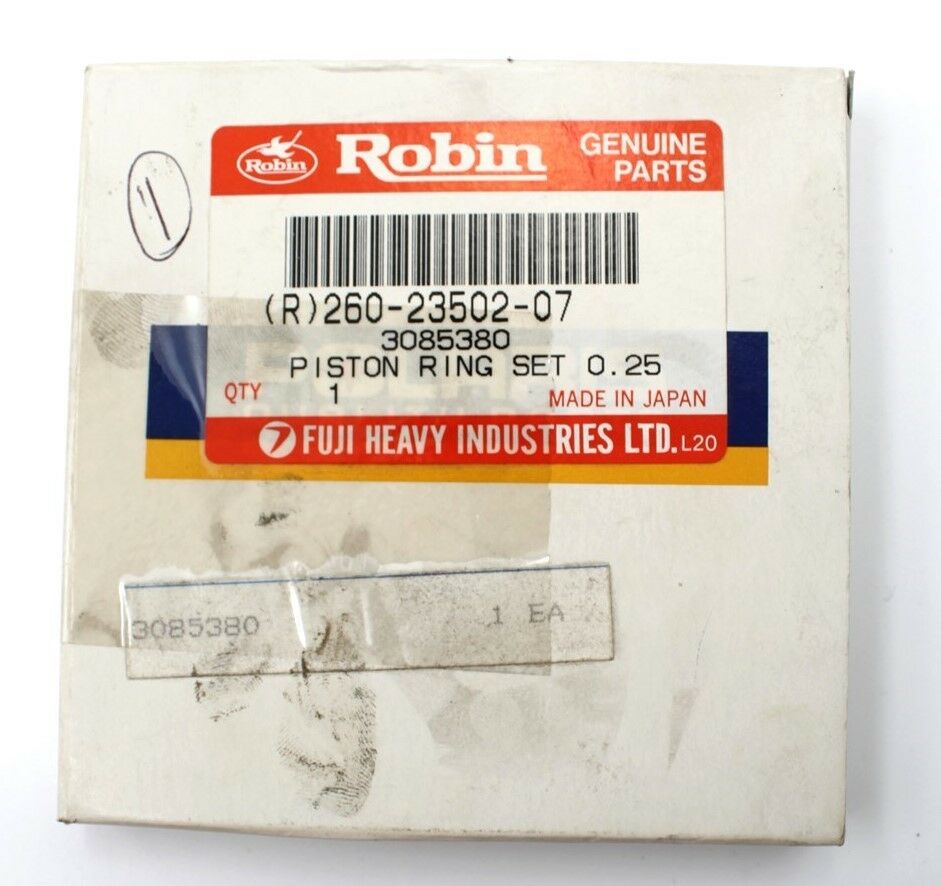 Robin Robin GENUINE PARTS
11
(R)260-23502-07
3085380
PISTON RING SET 0.25
QTY 1 MADE IN JAPAN
FUJI HEAVY INDUSTRIES LTD. L20
3085380 1 EA